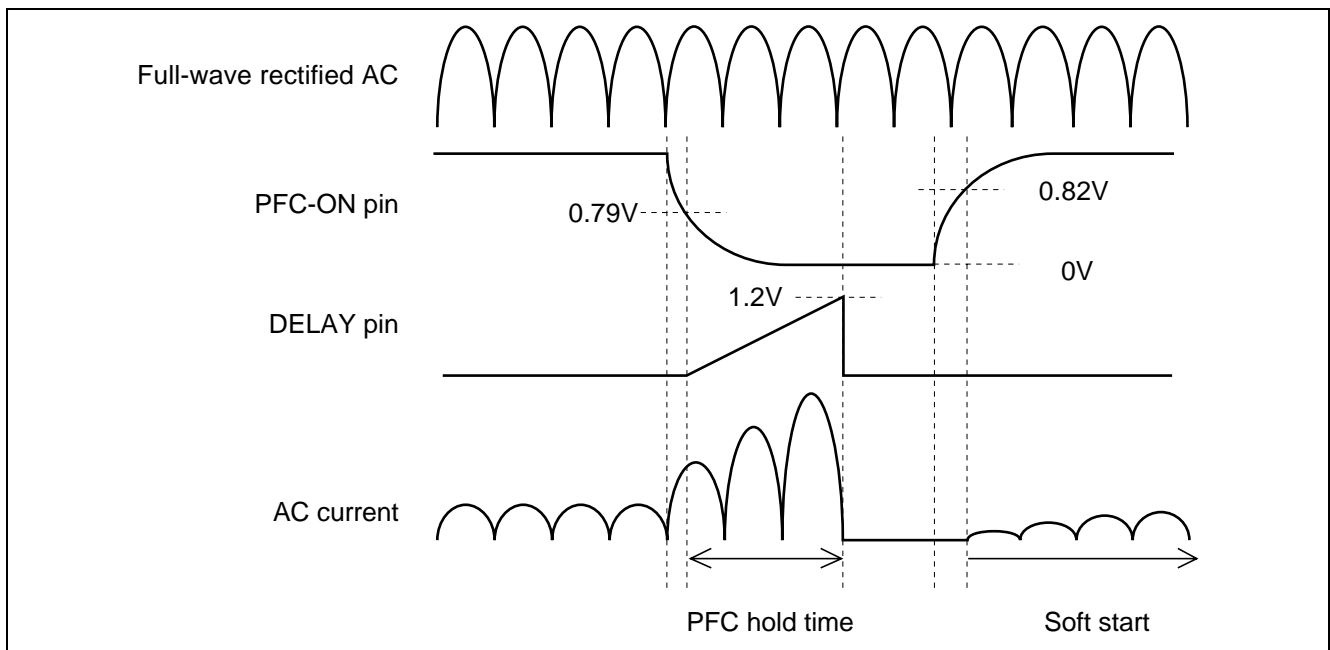 Full-wave rectified AC
PFC-ON pin
0.79V
0.82V
0V
1.2V
DELAY pin
AC current
PFC hold time
Soft start